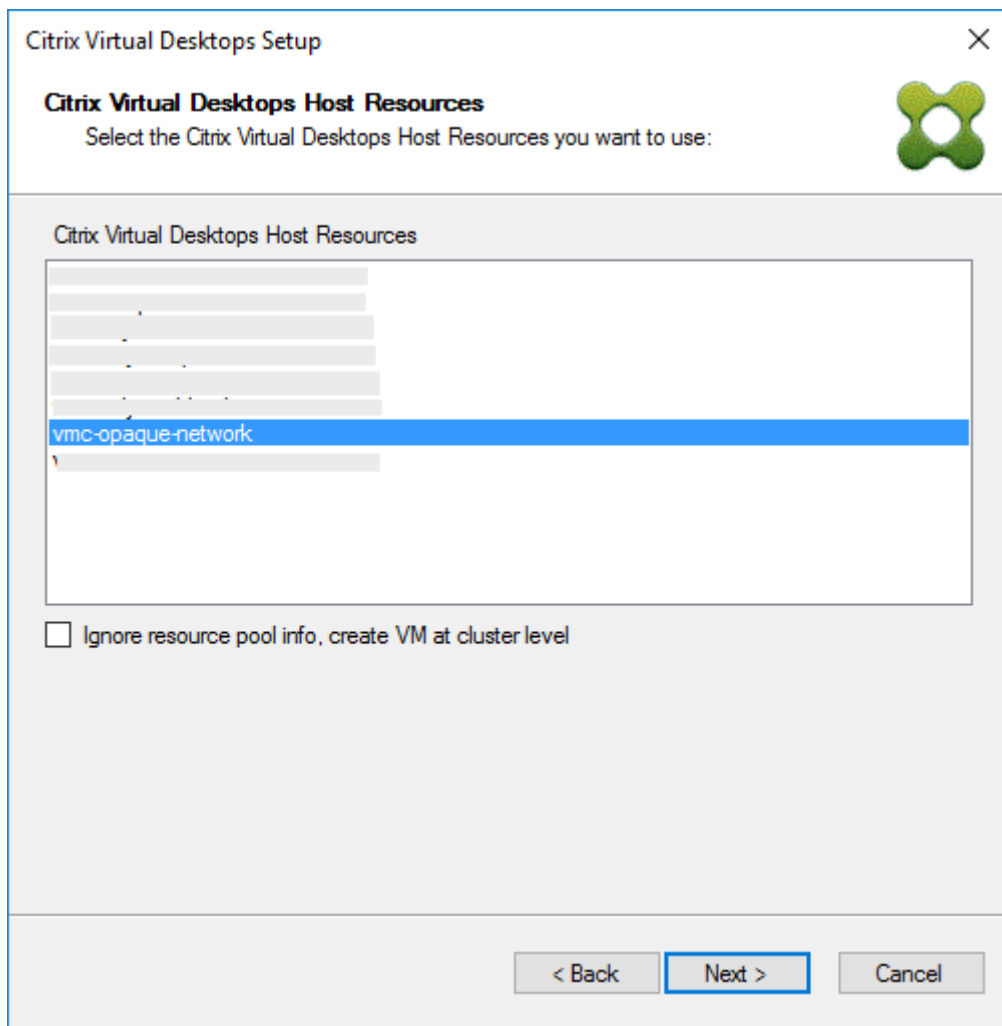 Citrix Virtual Desktops Setup
Citrix Virtual Desktops Host Resources
Select the Citrix Virtual Desktops Host Resources you want to use:
Citrix Virtual Desktops Host Resources
vmc-opaque-network
Ignore resource pool info, create VM at cluster level
< Back Next > Cancel